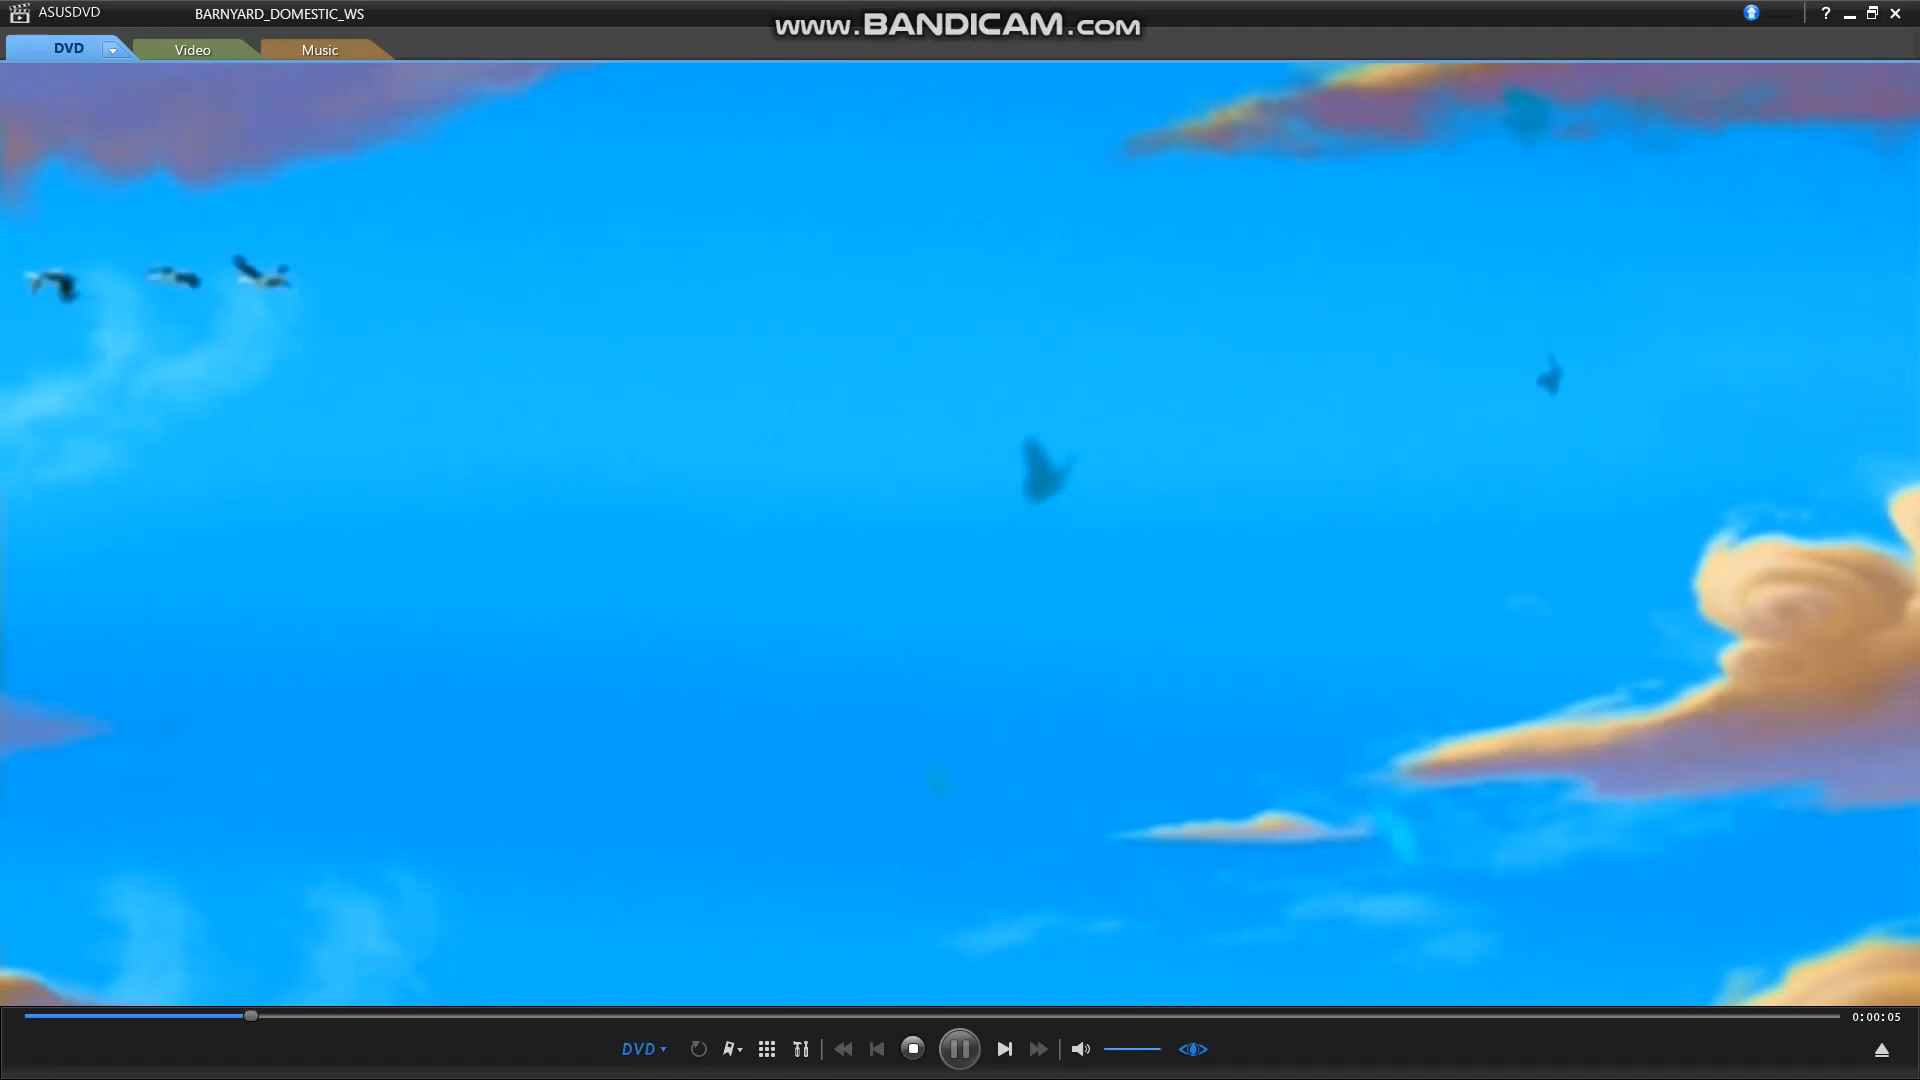 ASUSDVD
BARNYARD_DOMESTIC_WS
www.BANDICAM.com
?
DVD
Video
Music
0:00:05
DVD